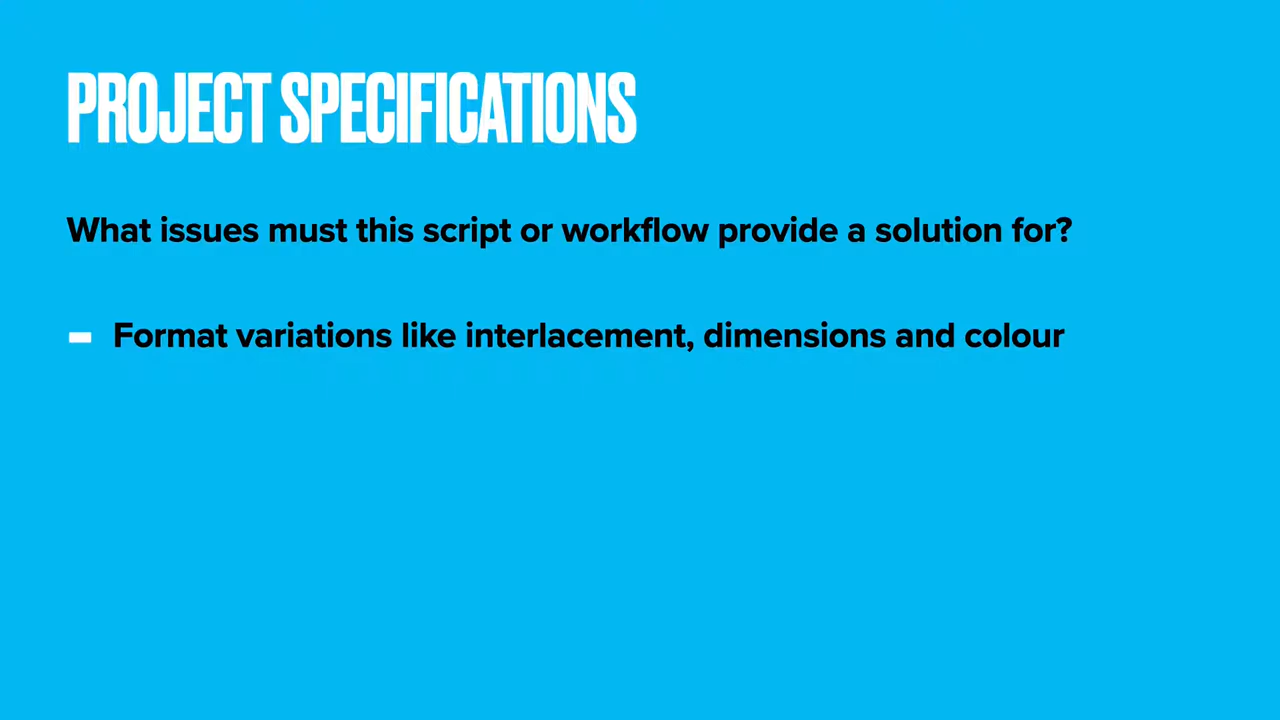 PROJECT SPECIFICATIONS
What issues must this script or workflow provide a solution for?
Format variations like interlacement, dimensions and colour